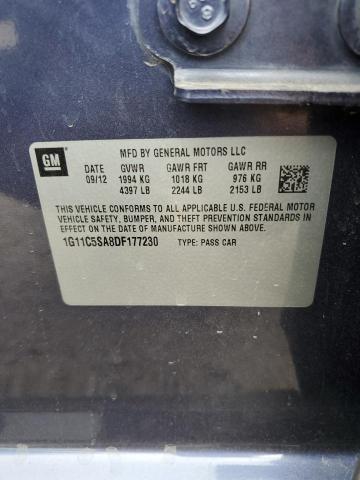 GM
MFD BY GENERAL MOTORS LLC
DATE GVWR GAWR FRT GAWR RR
09/12 1994 KG 1018 KG 976 KG
4397 LB 2244 LB 2153 LB
THIS VEHICLE CONFORMS TO ALL APPLICABLE U.S. FEDERAL MOTOR
VEHICLE SAFETY, BUMPER, AND THEFT PREVENTION STANDARDS
IN EFFECT ON THE DATE OF MANUFACTURE SHOWN ABOVE.
1G11C5SA8DF177230 TYPE: PASS CAR